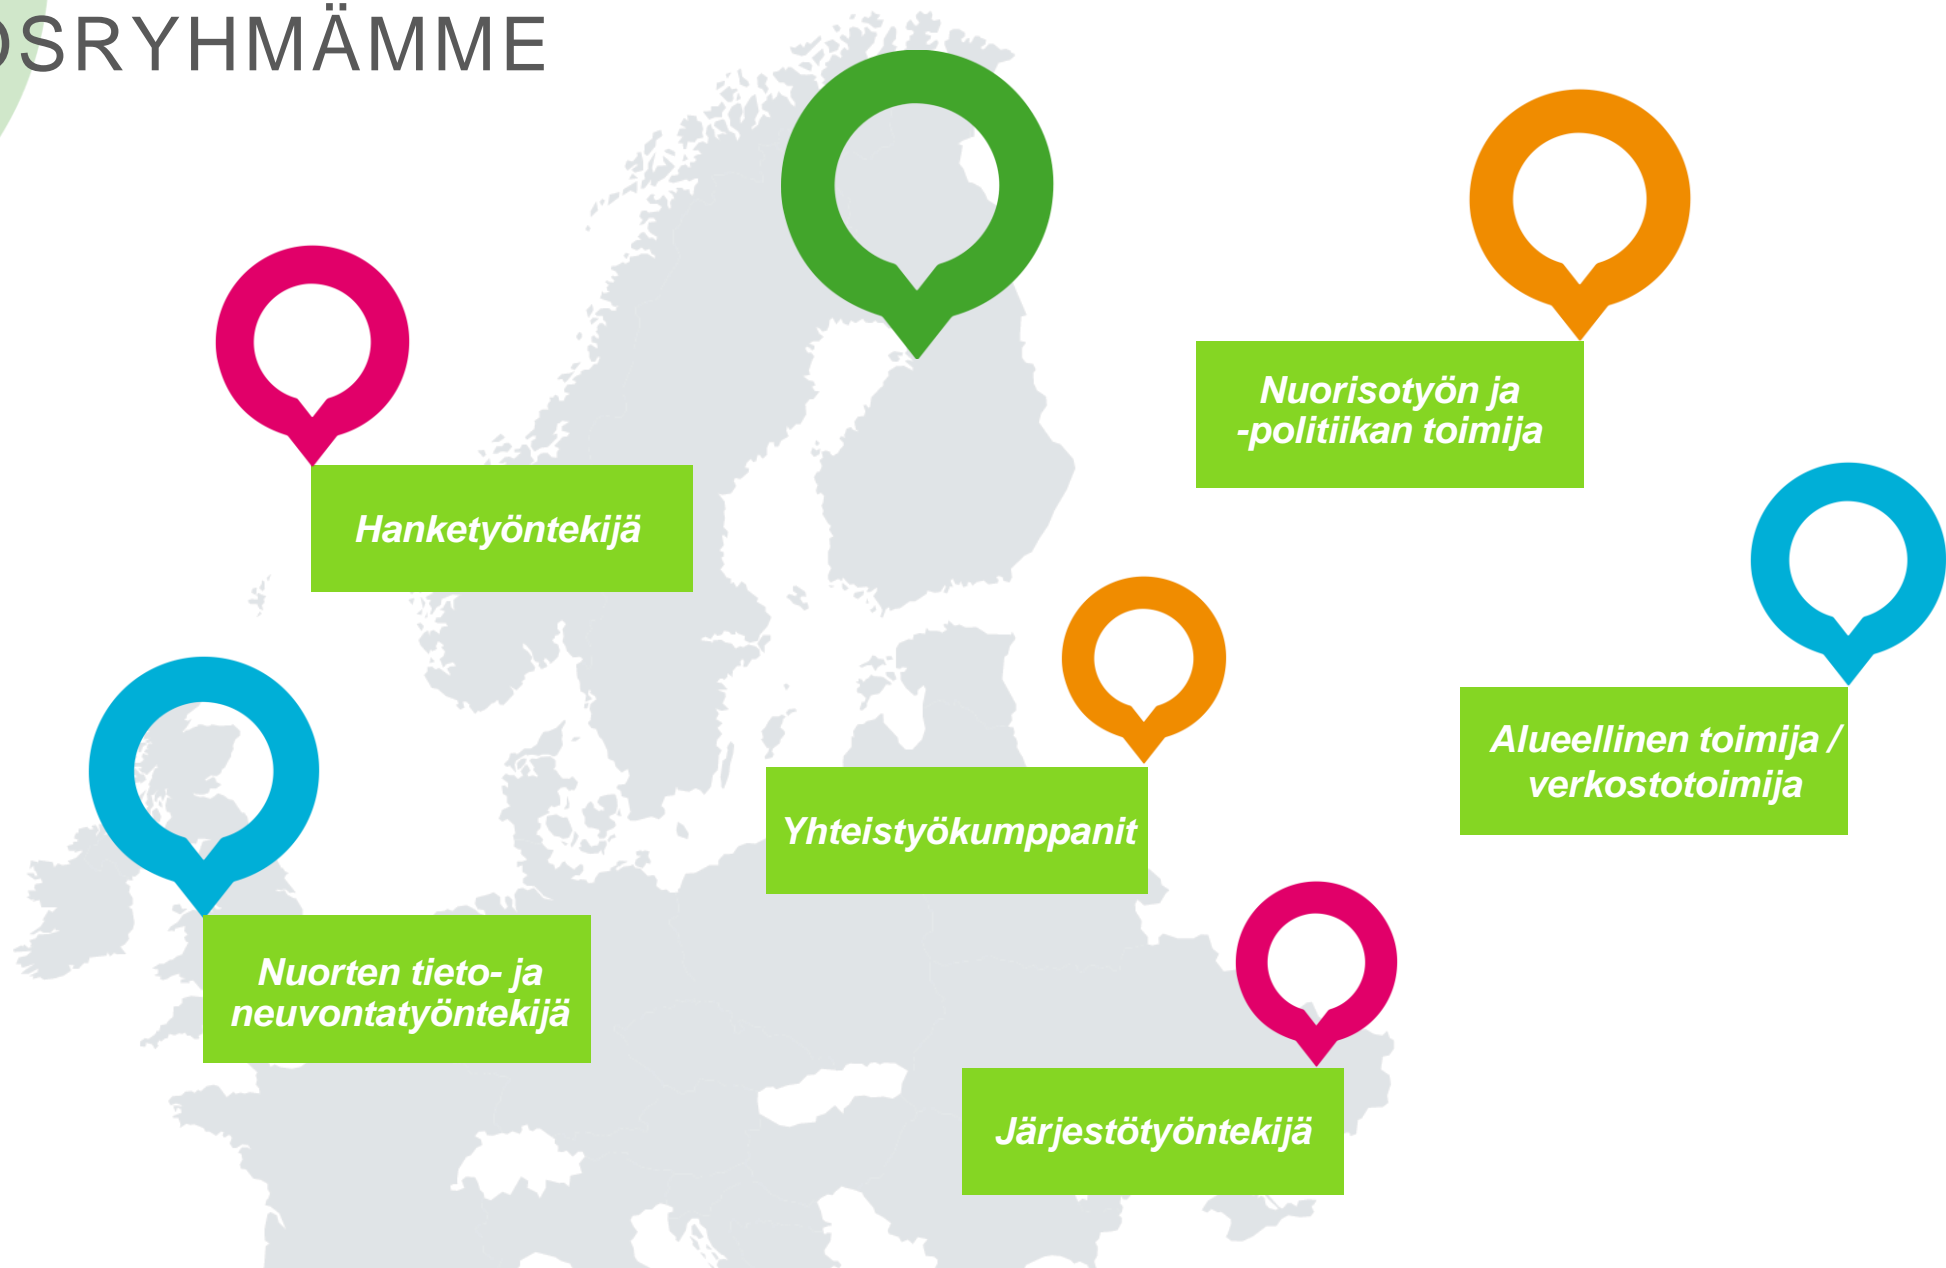 OSRYHMÄMME
Nuorisotyön ja
-politiikan toimija
Hanketyöntekijä
Alueellinen toimija /
verkostotoimija
Yhteistyökumppanit
Nuorten tieto- ja
neuvontatyöntekijä
Järjestötyöntekijä